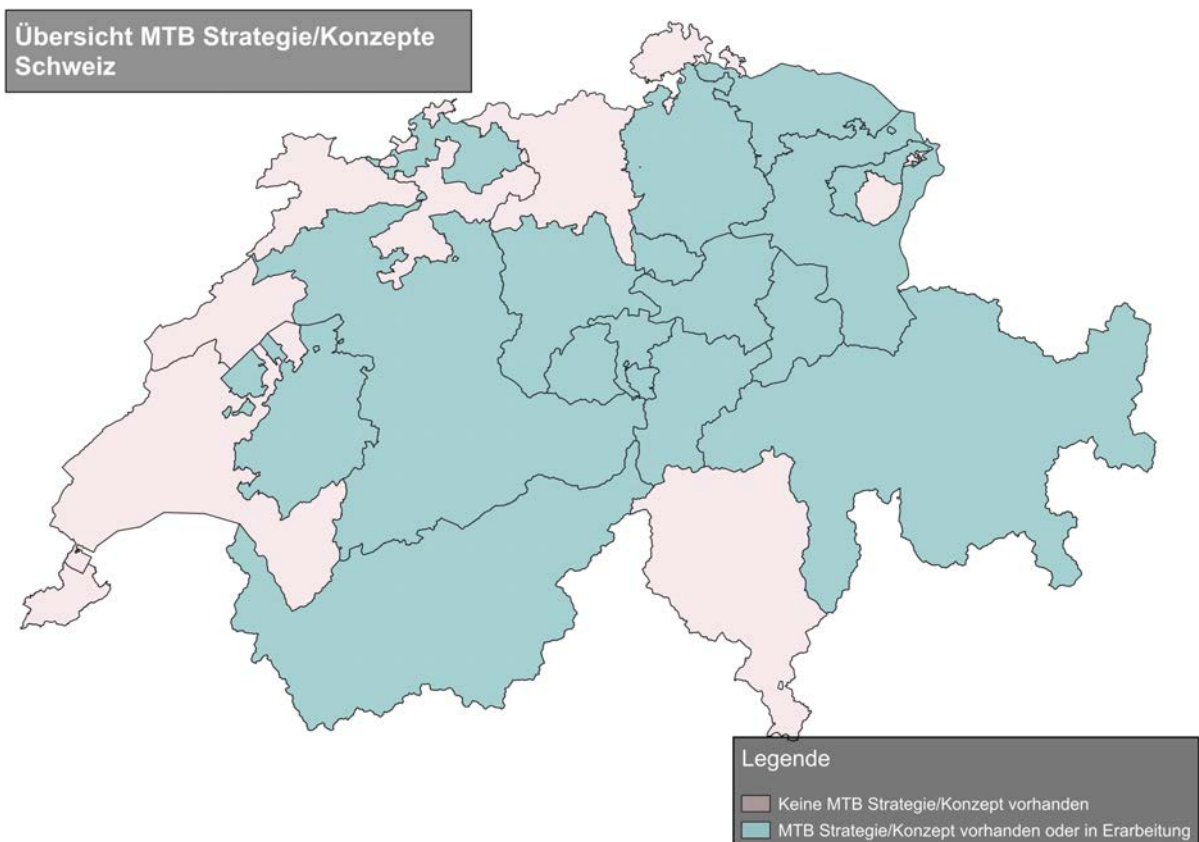 Übersicht MTB Strategie/Konzepte
Schweiz
Legende
Keine MTB Strategie/Konzept vorhanden
MTB Strategie/Konzept vorhanden oder in Erarbeitung